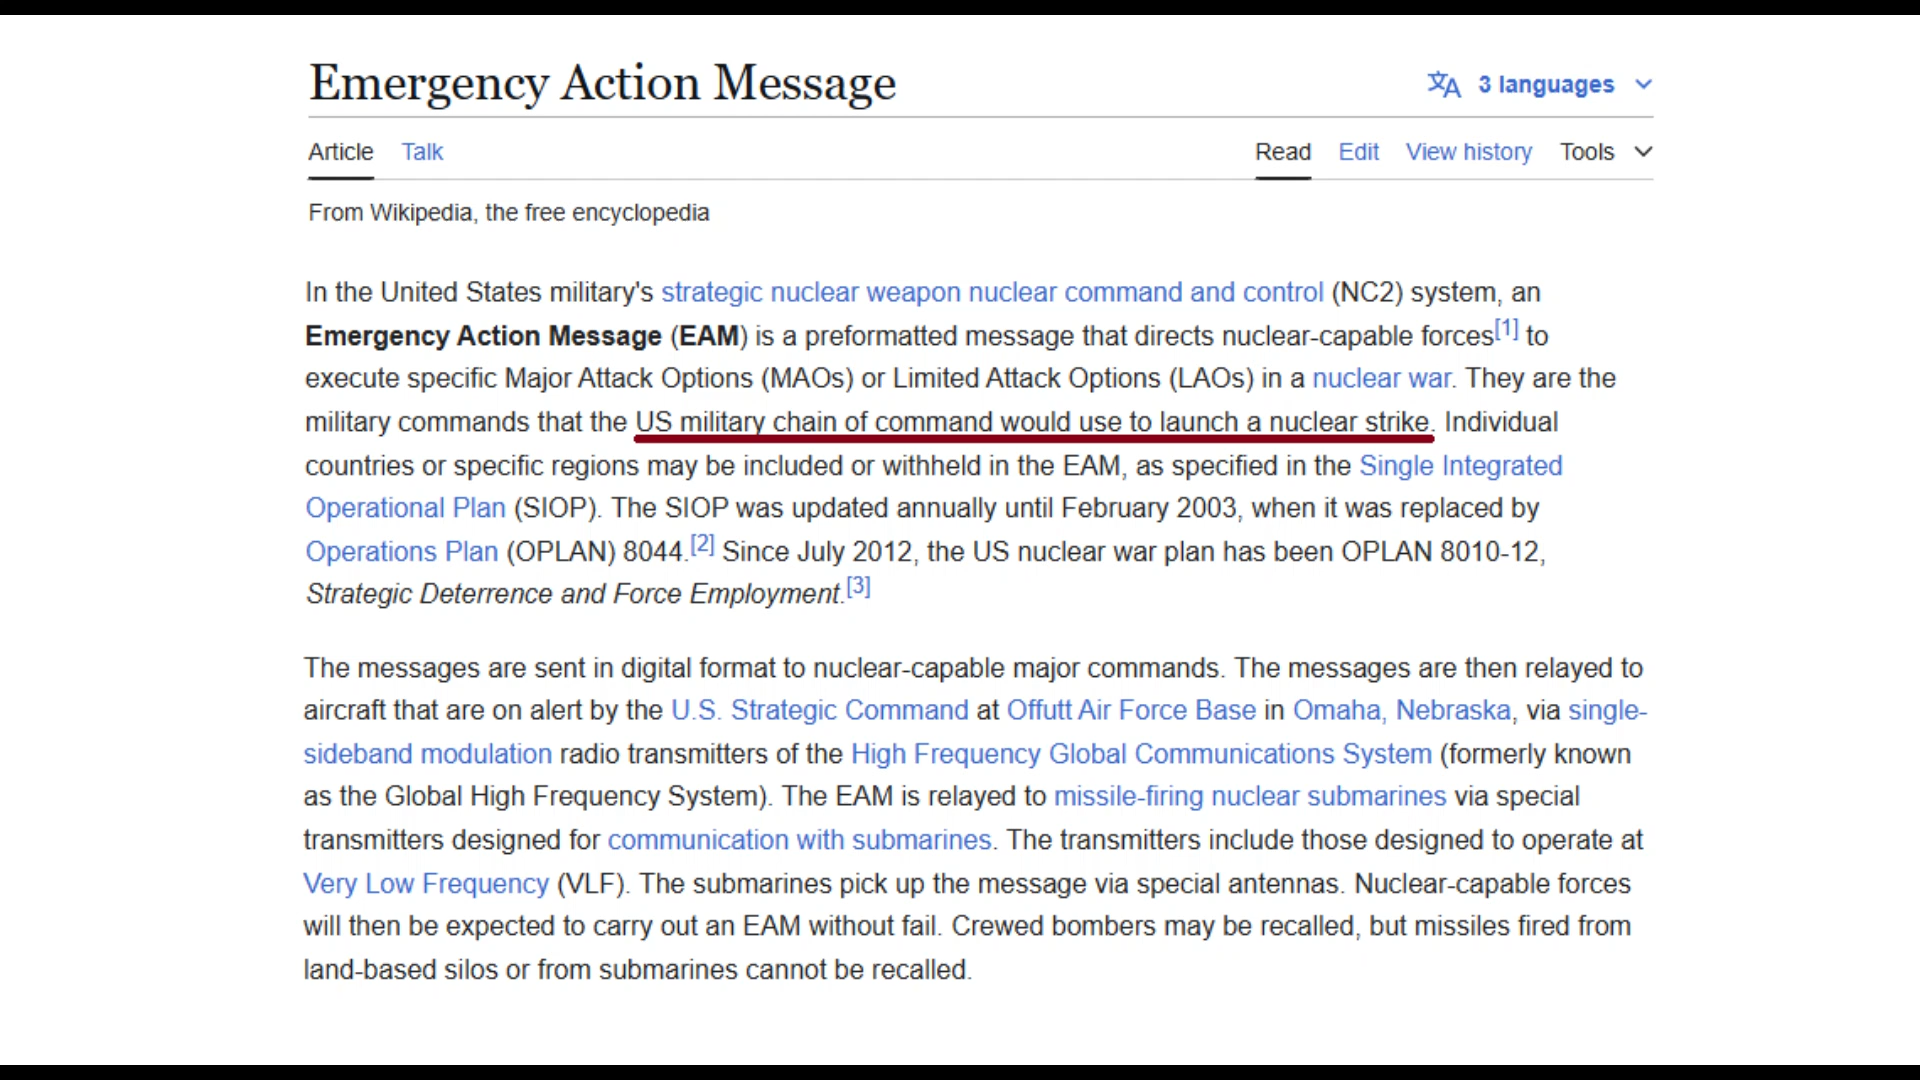 Emergency Action Message
3 languages
Article Talk
Read Edit View history Tools
From Wikipedia, the free encyclopedia
In the United States military's strategic nuclear weapon nuclear command and control (NC2) system, an
Emergency Action Message (EAM) is a preformatted message that directs nuclear-capable forces[1] to
execute specific Major Attack Options (MAOs) or Limited Attack Options (LAOs) in a nuclear war. They are the
military commands that the US military chain of command would use to launch a nuclear strike. Individual
countries or specific regions may be included or withheld in the EAM, as specified in the Single Integrated
Operational Plan (SIOP). The SIOP was updated annually until February 2003, when it was replaced by
Operations Plan (OPLAN) 8044.[2] Since July 2012, the US nuclear war plan has been OPLAN 8010-12,
Strategic Deterrence and Force Employment.[3]
The messages are sent in digital format to nuclear-capable major commands. The messages are then relayed to
aircraft that are on alert by the U.S. Strategic Command at Offutt Air Force Base in Omaha, Nebraska, via single-
sideband modulation radio transmitters of the High Frequency Global Communications System (formerly known
as the Global High Frequency System). The EAM is relayed to missile-firing nuclear submarines via special
transmitters designed for communication with submarines. The transmitters include those designed to operate at
Very Low Frequency (VLF). The submarines pick up the message via special antennas. Nuclear-capable forces
will then be expected to carry out an EAM without fail. Crewed bombers may be recalled, but missiles fired from
land-based silos or from submarines cannot be recalled.